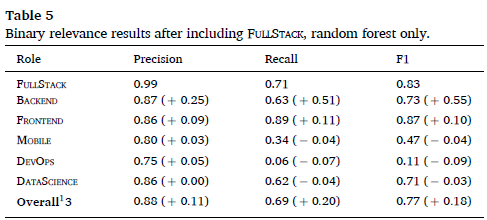 Table 5
Binary relevance results after including FULLSTACK, random forest only.
Role Precision Recall F1
FULLSTACK 0.99 0.71 0.83
BACKEND 0.87 (+ 0.25) 0.63 (+ 0.51) 0.73 (+ 0.55)
FRONTEND 0.86 (+ 0.09) 0.89 (+ 0.11) 0.87 (+ 0.10)
MOBILE 0.80 (+ 0.03) 0.34 (− 0.04) 0.47 (− 0.04)
DEVOPS 0.75 (+ 0.05) 0.06 (− 0.07) 0.11 (− 0.09)
DATASCIENCE 0.86 (+ 0.00) 0.62 (− 0.04) 0.71 (− 0.03)
Overall¹3 0.88 (+ 0.11) 0.69 (+ 0.20) 0.77 (+ 0.18)